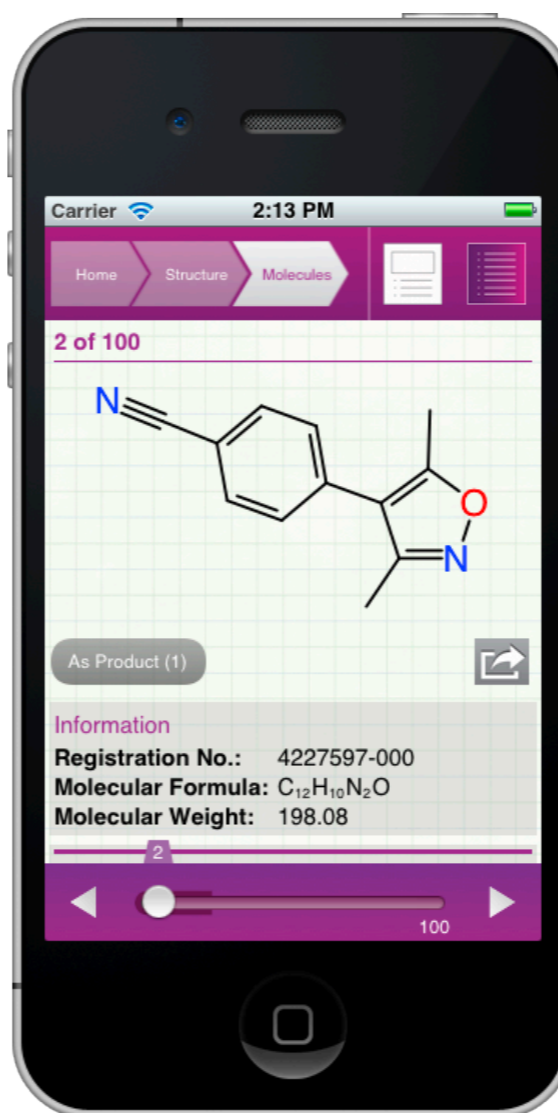 Carrier 2:13 PM
Home Structure Molecules
2 of 100
N
O
N
As Product (1)
Information
Registration No.: 4227597-000
Molecular Formula: C₁₂H₁₀N₂O
Molecular Weight: 198.08
2
100